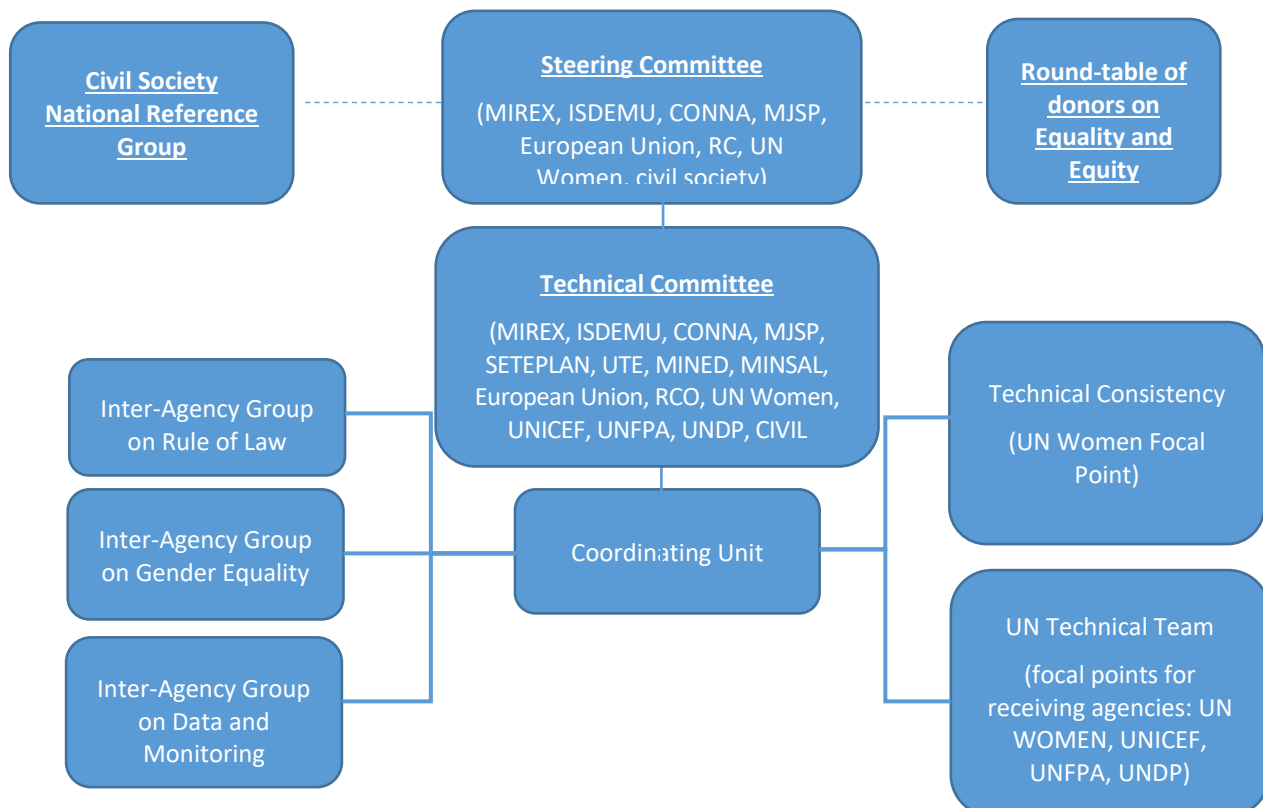 Civil Society
National Reference
Group
Steering Committee
(MIREX, ISDEMU, CONNA, MJSP,
European Union, RC, UN
Women, civil society)
Round-table of
donors on
Equality and
Equity
Technical Committee
(MIREX, ISDEMU, CONNA, MJSP,
SETEPLAN, UTE, MINED, MINSAL,
European Union, RCO, UN Women,
UNICEF, UNFPA, UNDP, CIVIL
Inter-Agency Group
on Rule of Law
Inter-Agency Group
on Gender Equality
Inter-Agency Group
on Data and
Monitoring
Coordinating Unit
Technical Consistency
(UN Women Focal
Point)
UN Technical Team
(focal points for
receiving agencies: UN
WOMEN, UNICEF,
UNFPA, UNDP)